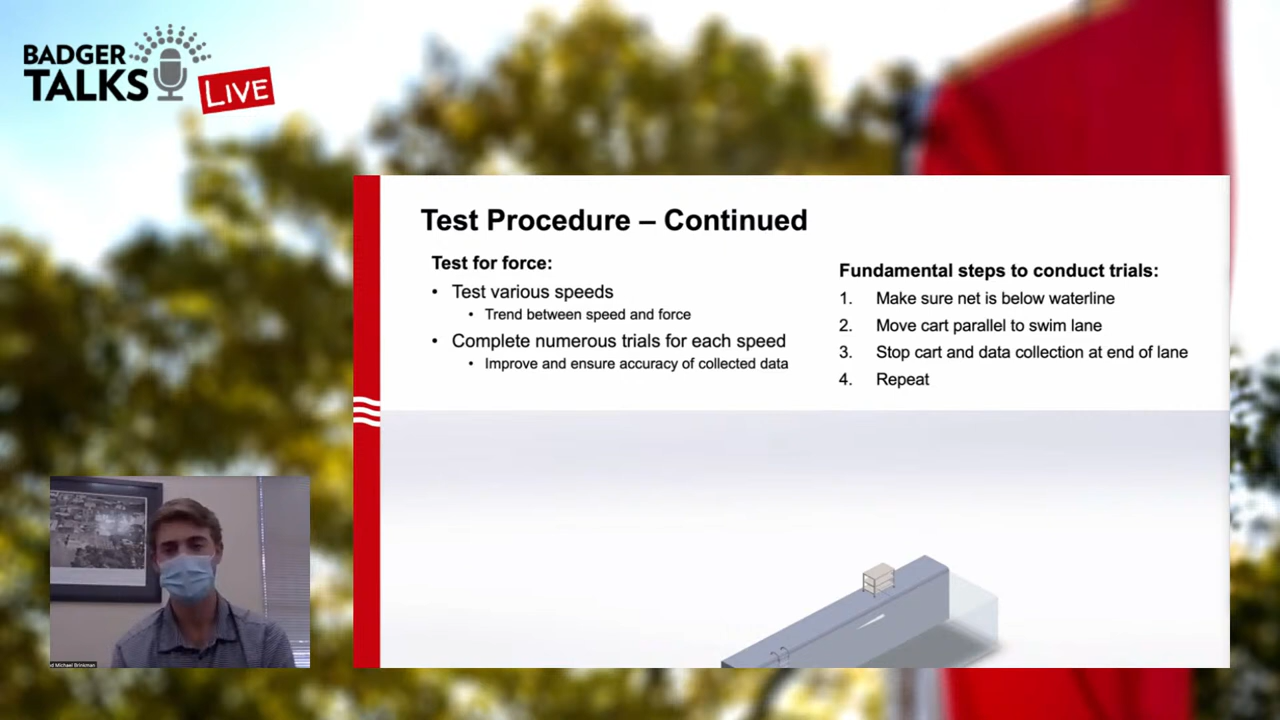 BADGER
TALKS
LIVE
Test Procedure – Continued
Test for force:
• Test various speeds
• Trend between speed and force
• Complete numerous trials for each speed
• Improve and ensure accuracy of collected data
Fundamental steps to conduct trials:
1. Make sure net is below waterline
2. Move cart parallel to swim lane
3. Stop cart and data collection at end of lane
4. Repeat
d Michael Brinkman